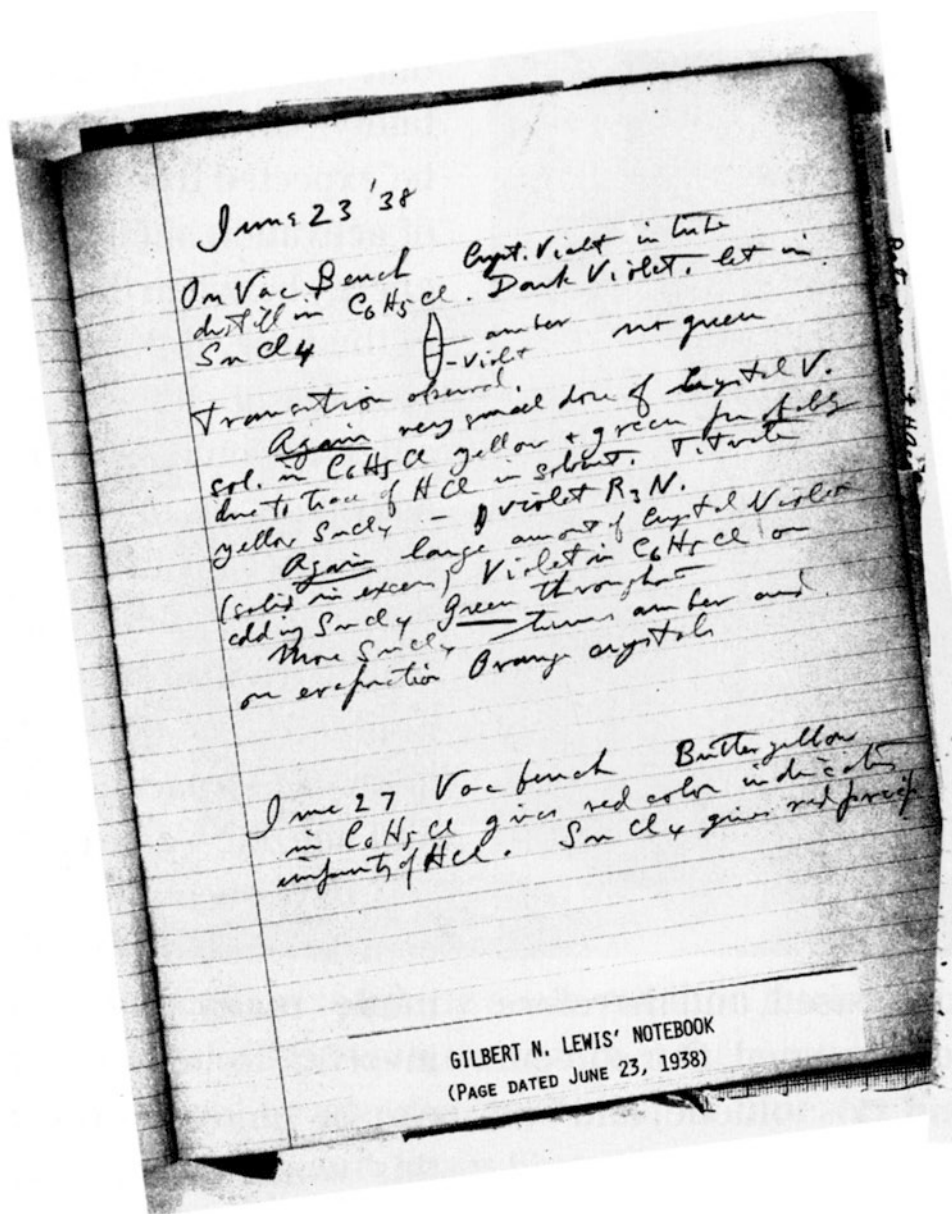 June 23 '38
On Vac Bench Cryst. Violet in tube
distill in C6H5Cl. Dark Violet. let in
SnCl4 - amber not green
- Violet
Transition observed.
Again very small dose of Crystal V.
sol. in C6H5Cl yellow + green probably
due to trace of HCl in solvent. Titrate
yellow SnCl4 - violet R3N.
Again large amount of Crystal Violet
(solid in excess) Violet in C6H5Cl on
adding SnCl4 Green throughout
More SnCl4 turns amber and
on evaporation Orange crystals
June 27 Vac bench Butter yellow
in C6H5Cl gives red color indicating
impurity of HCl. SnCl4 gives red precip
GILBERT N. LEWIS' NOTEBOOK
(PAGE DATED JUNE 23, 1938)